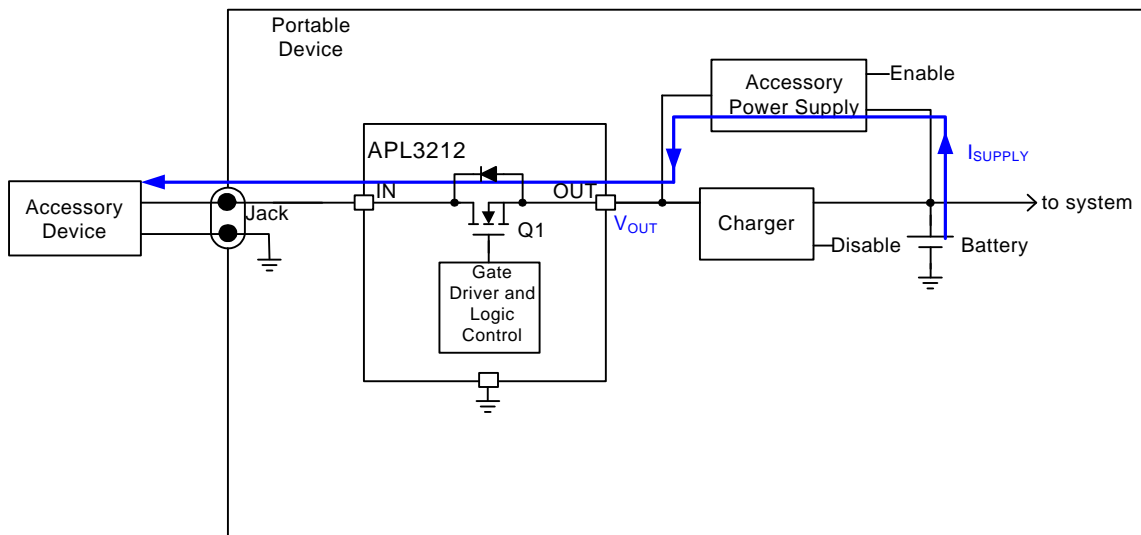 Portable
Device
Accessory
Power Supply
Enable
APL3212
ISUPPLY
IN
OUT
Accessory
Device
Jack
Q1
VOUT
Charger
to system
Disable
Battery
Gate
Driver and
Logic
Control